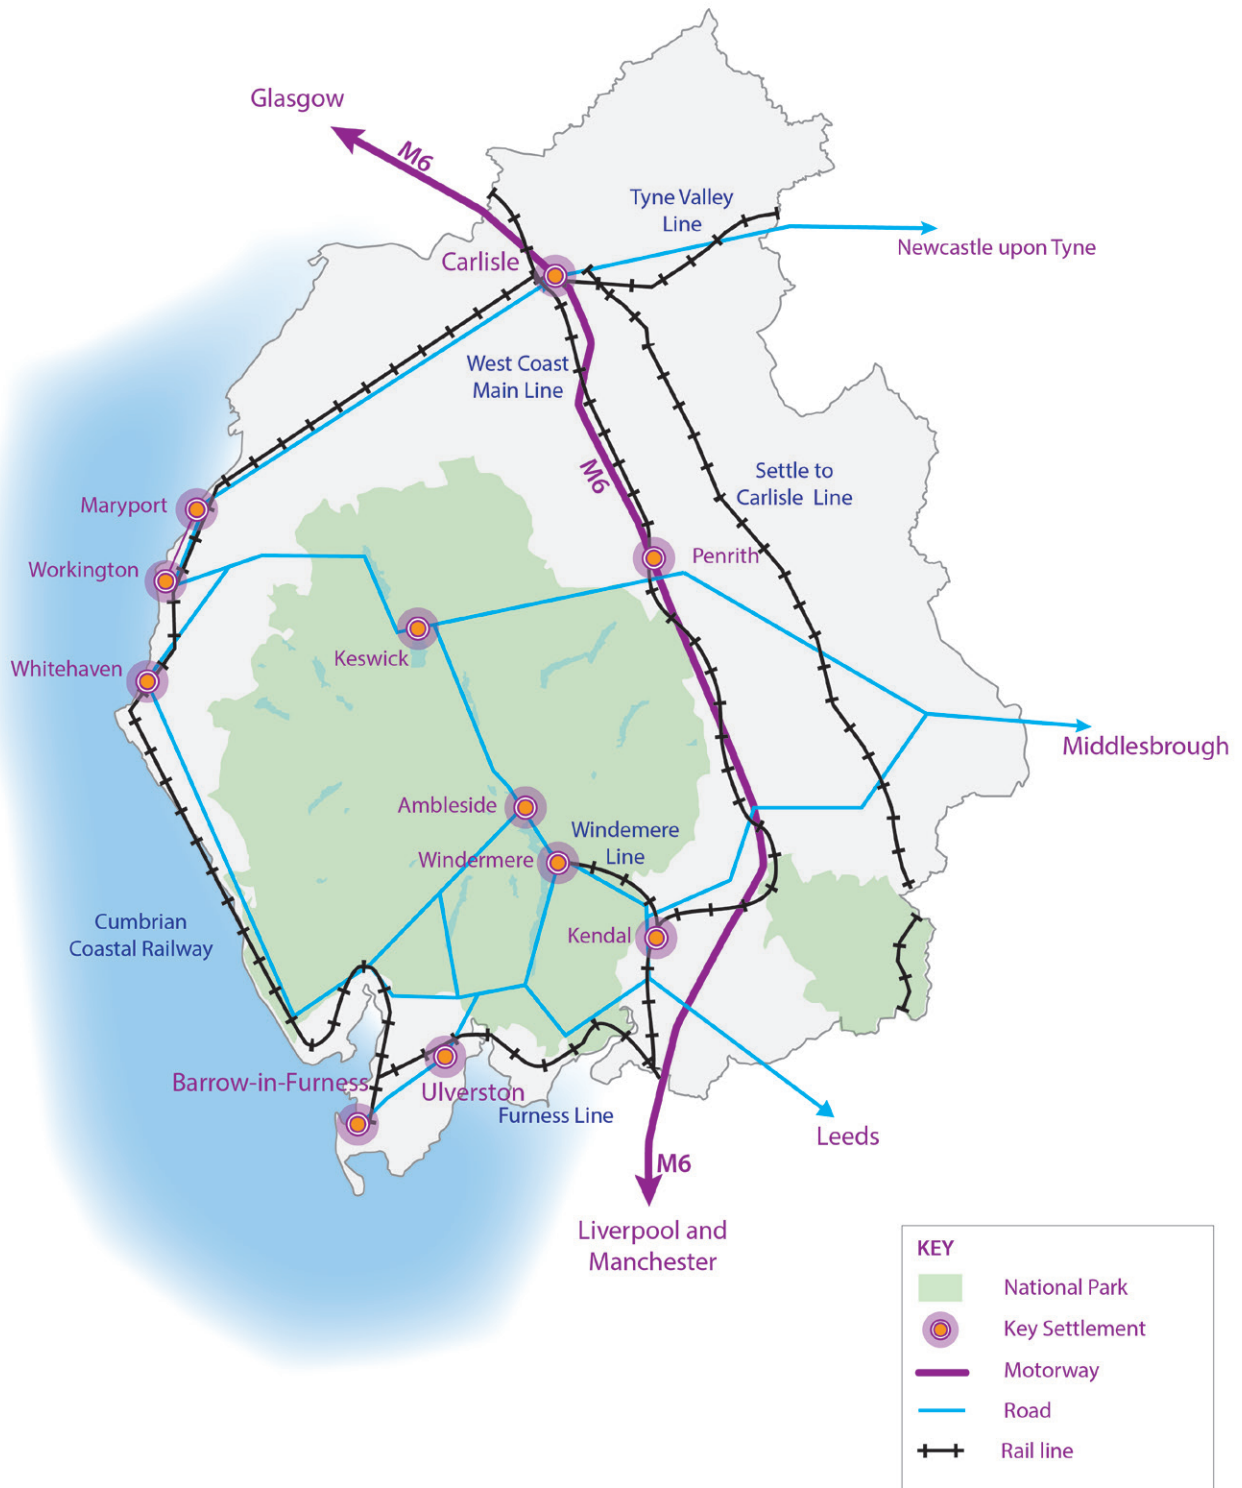 Glasgow
M6
Tyne Valley
Line
Newcastle upon Tyne
Carlisle
West Coast
Main Line
M6
Settle to
Carlisle Line
Maryport
Penrith
Workington
Keswick
Whitehaven
Middlesbrough
Ambleside
Windemere
Line
Windermere
Kendal
Cumbrian
Coastal Railway
Barrow-in-Furness
Ulverston
Furness Line
Leeds
M6
Liverpool and
Manchester
KEY
National Park
Key Settlement
Motorway
Road
Rail line